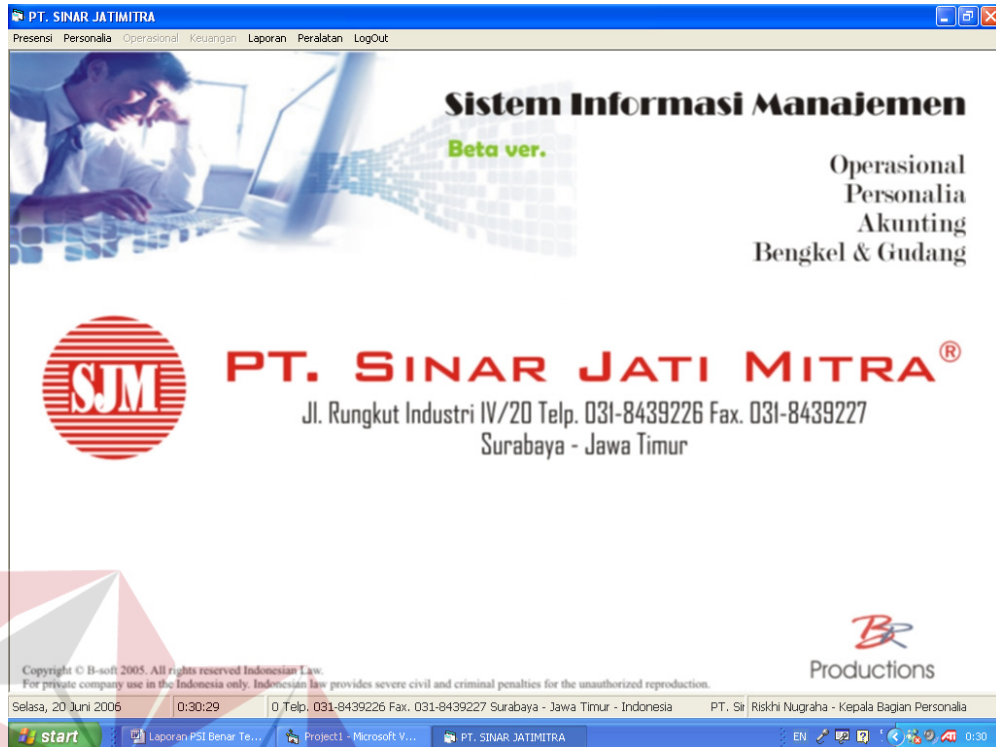 PT. SINAR JATIMITRA
Presensi Personalia Operasional Keuangan Laporan Peralatan LogOut
Sistem Informasi Manajemen
Beta ver.
Operasional
Personalia
Akunting
Bengkel & Gudang
SJM
PT. SINAR JATI MITRA®
Jl. Rungkut Industri IV/20 Telp. 031-8439226 Fax. 031-8439227
Surabaya - Jawa Timur
BR
Productions
Copyright © B-soft 2005. All rights reserved Indonesian Law.
For private company use in the Indonesia only. Indonesian law provides severe civil and criminal penalties for the unauthorized reproduction.
Selasa, 20 Juni 2006 0:30:29 0 Telp. 031-8439226 Fax. 031-8439227 Surabaya - Jawa Timur - Indonesia PT. Sir Riskhi Nugraha - Kepala Bagian Personalia
start Laporan PSI Benar Te... Project1 - Microsoft V... PT. SINAR JATIMITRA EN ATI 0:30